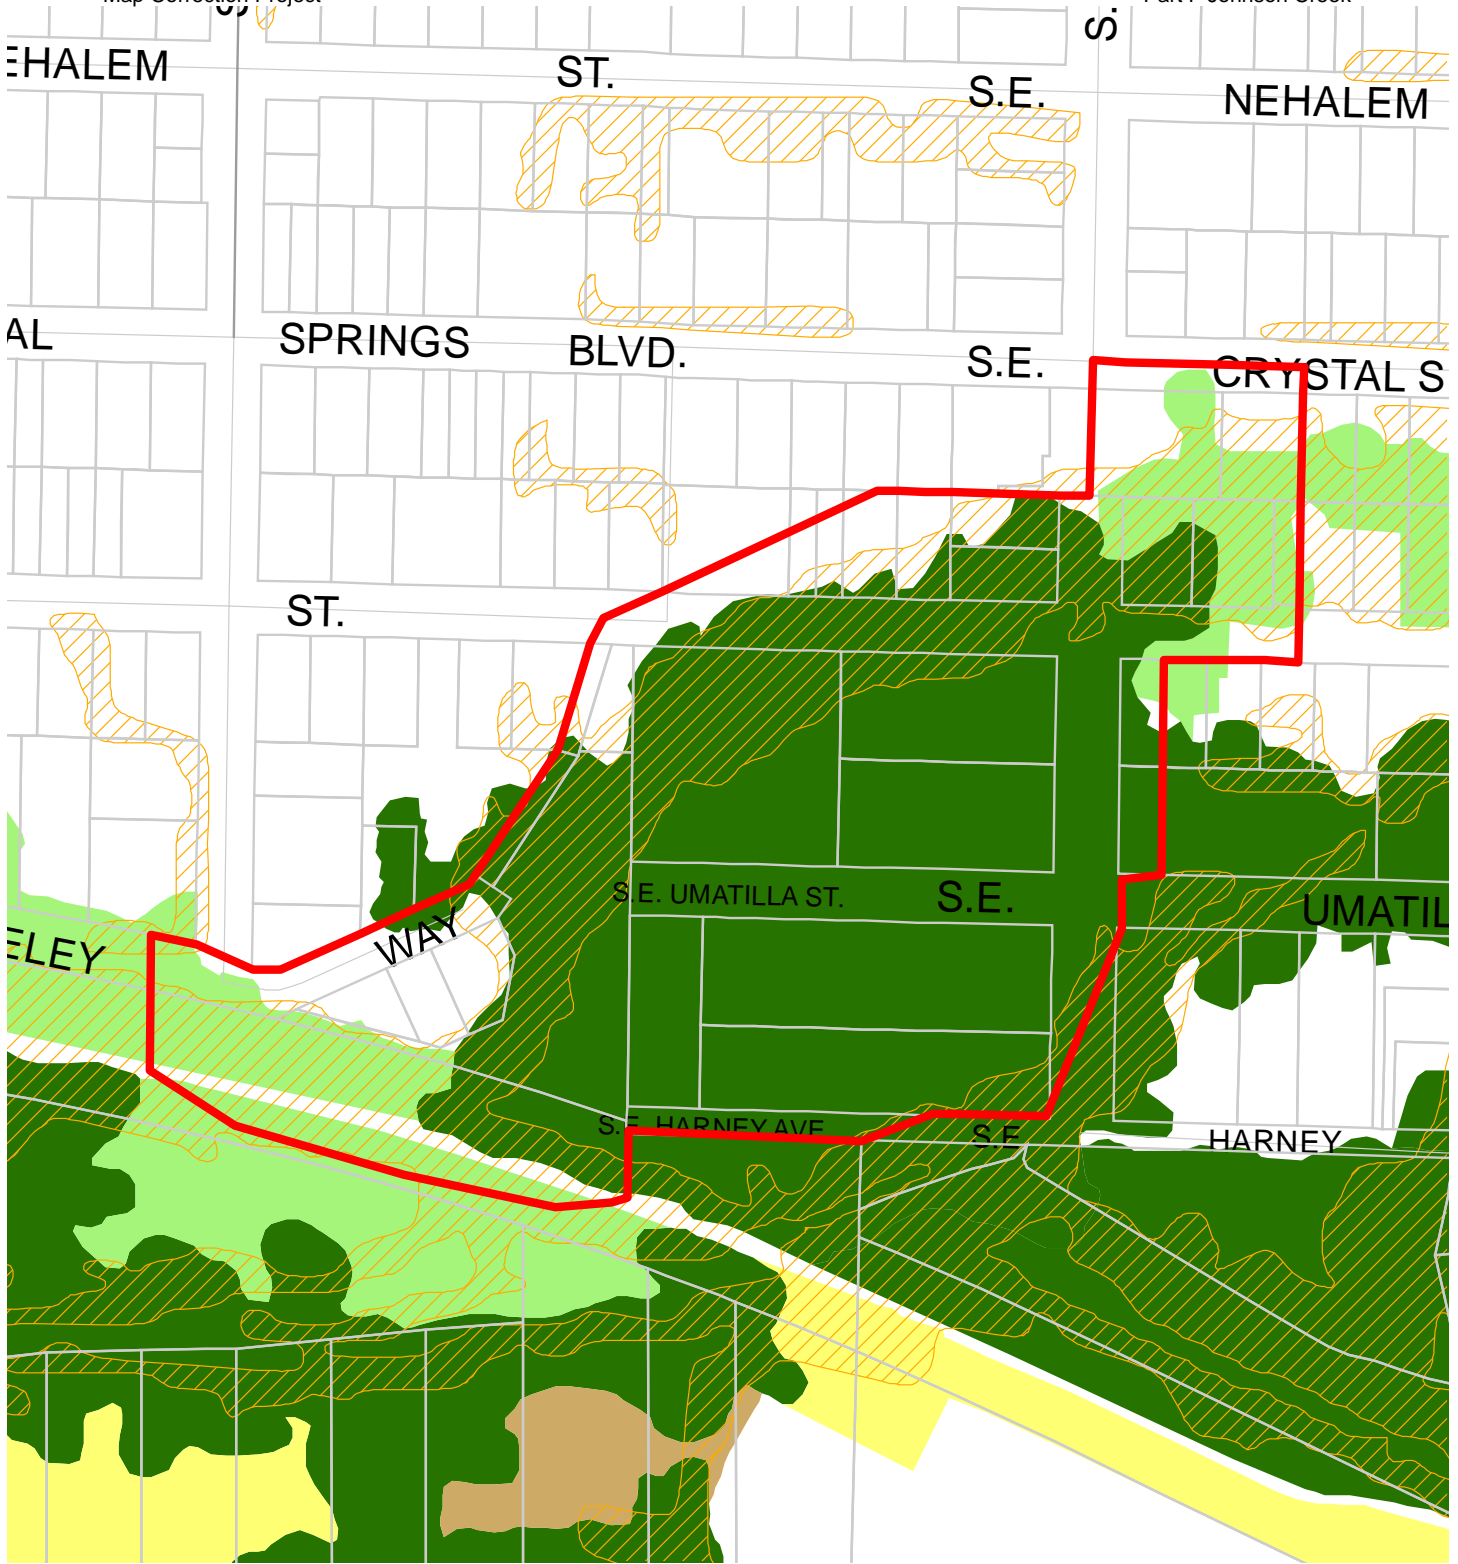 S.
EHALEM
ST.
S.E.
NEHALEM
AL
SPRINGS
BLVD.
S.E.
CRYSTAL S
ST.
S.E. UMATILLA ST.
S.E.
UMATIL
WAY
ELEY
S.E. HARNEY AVE
S.E.
HARNEY